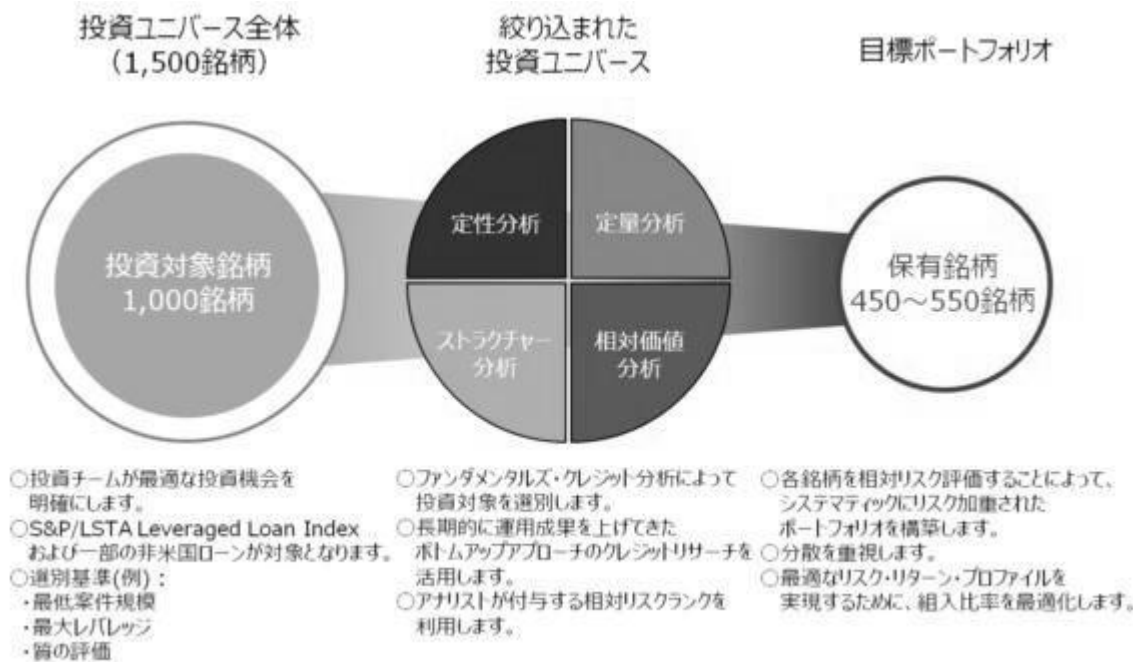 投資ユニバース全体
(1,500銘柄)
絞り込まれた
投資ユニバース
目標ポートフォリオ
投資対象銘柄
1,000銘柄
定性分析
定量分析
ストラクチャー
分析
相対価値
分析
保有銘柄
450～550銘柄
○投資チームが最適な投資機会を
明確にします。
○S&P/LSTA Leveraged Loan Index
および一部の非米国ローンが対象となります。
○選別基準(例)：
・最低案件規模
・最大レバレッジ
・質の評価
○ファンダメンタルズ・クレジット分析によって
投資対象を選別します。
○長期的に運用成果を上げてきた
ボトムアップアプローチのクレジットリサーチを
活用します。
○アナリストが付与する相対リスクランクを
利用します。
○各銘柄を相対リスク評価することによって、
システマティックにリスク加重された
ポートフォリオを構築します。
○分散を重視します。
○最適なリスク・リターン・プロファイルを
実現するために、組入比率を最適化します。